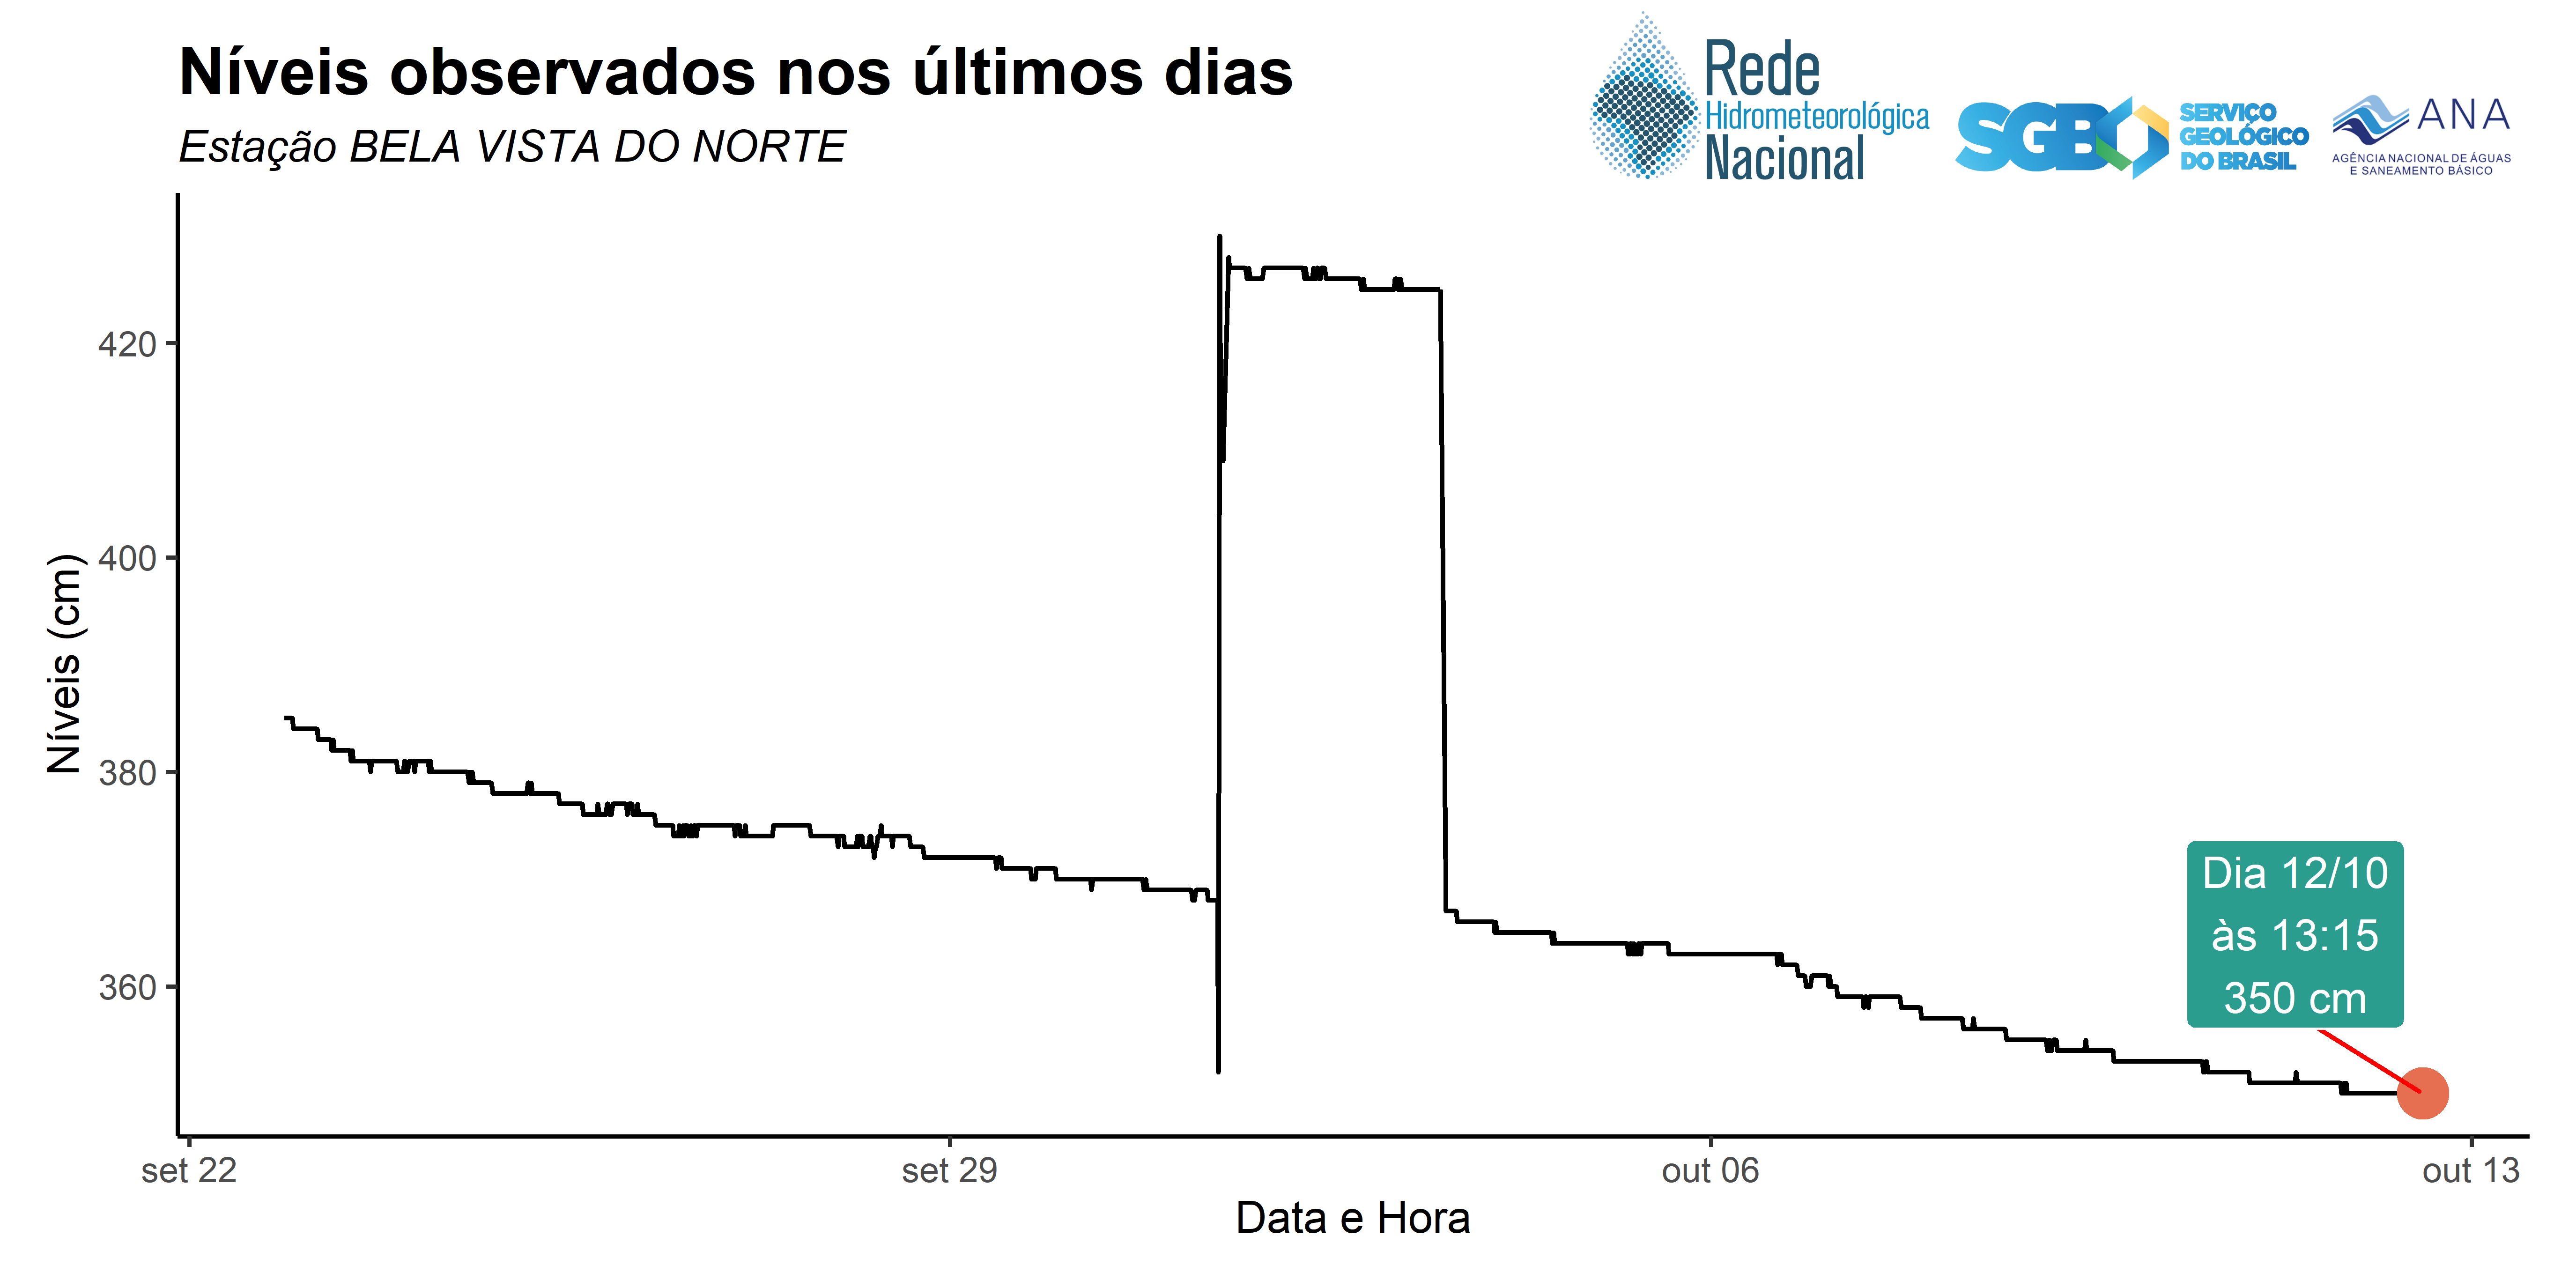 Níveis observados nos últimos dias
Estação BELA VISTA DO NORTE
Rede
Hidrometeorológica
Nacional
SGB
SERVIÇO
GEOLÓGICO
DO BRASIL
ANA
AGÊNCIA NACIONAL DE ÁGUAS
E SANEAMENTO BÁSICO
Níveis (cm)
420
400
380
360
Dia 12/10
às 13:15
350 cm
set 22
set 29
out 06
out 13
Data e Hora